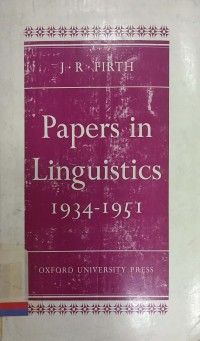 J · R · FIRTH
Papers in
Linguistics
1934-1951
OXFORD UNIVERSITY PRESS